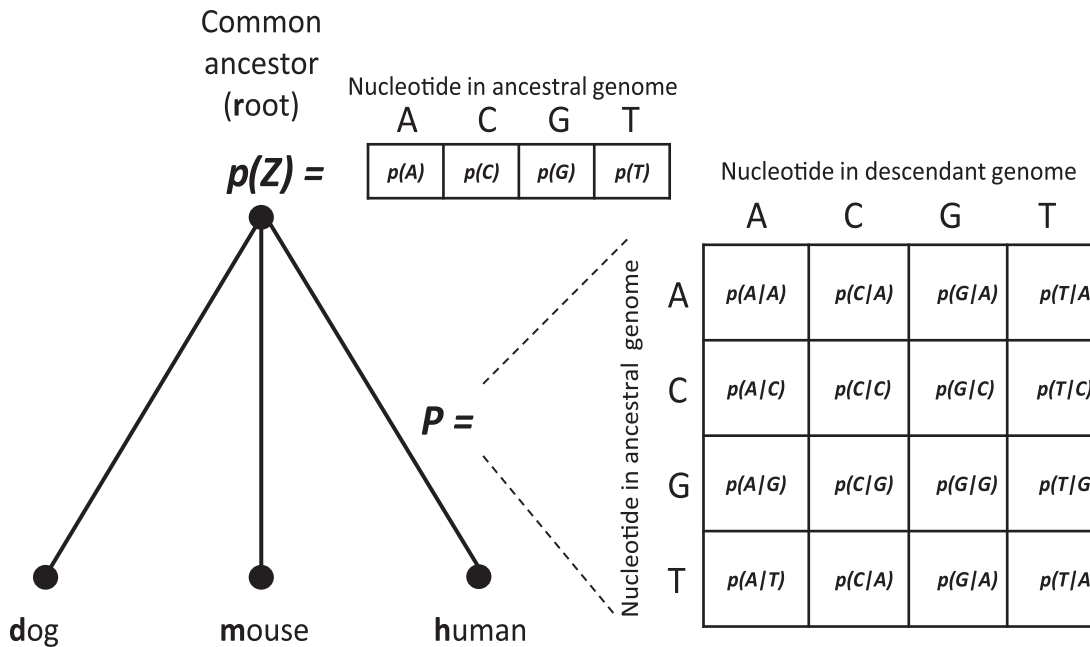 Common
ancestor
(root)
Nucleotide in ancestral genome
A C G T
p(Z) =
p(A) p(C) p(G) p(T)
Nucleotide in descendant genome
A C G T
Nucleotide in ancestral genome
A p(A|A) p(C|A) p(G|A) p(T|A
C p(A|C) p(C|C) p(G|C) p(T|C)
P =
G p(A|G) p(C|G) p(G|G) p(T|G
T p(A|T) p(C|A) p(G|A) p(T|A
dog mouse human